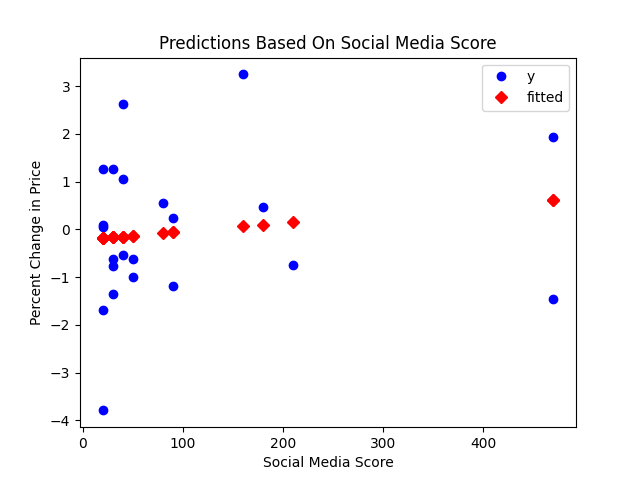 Predictions Based On Social Media Score
y
fitted
Percent Change in Price
3
2
1
0
−1
−2
−3
−4
0 100 200 300 400
Social Media Score